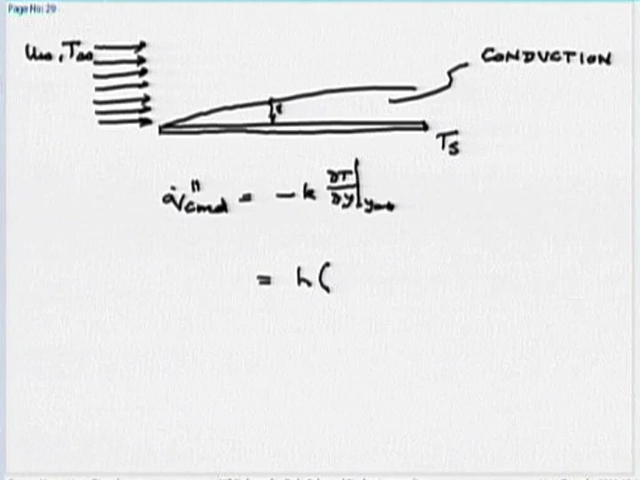 Page No: 29
u∞, T∞
CONDUCTION
Ts
q̇"cond = - k ∂T/∂y |y=0
= h (